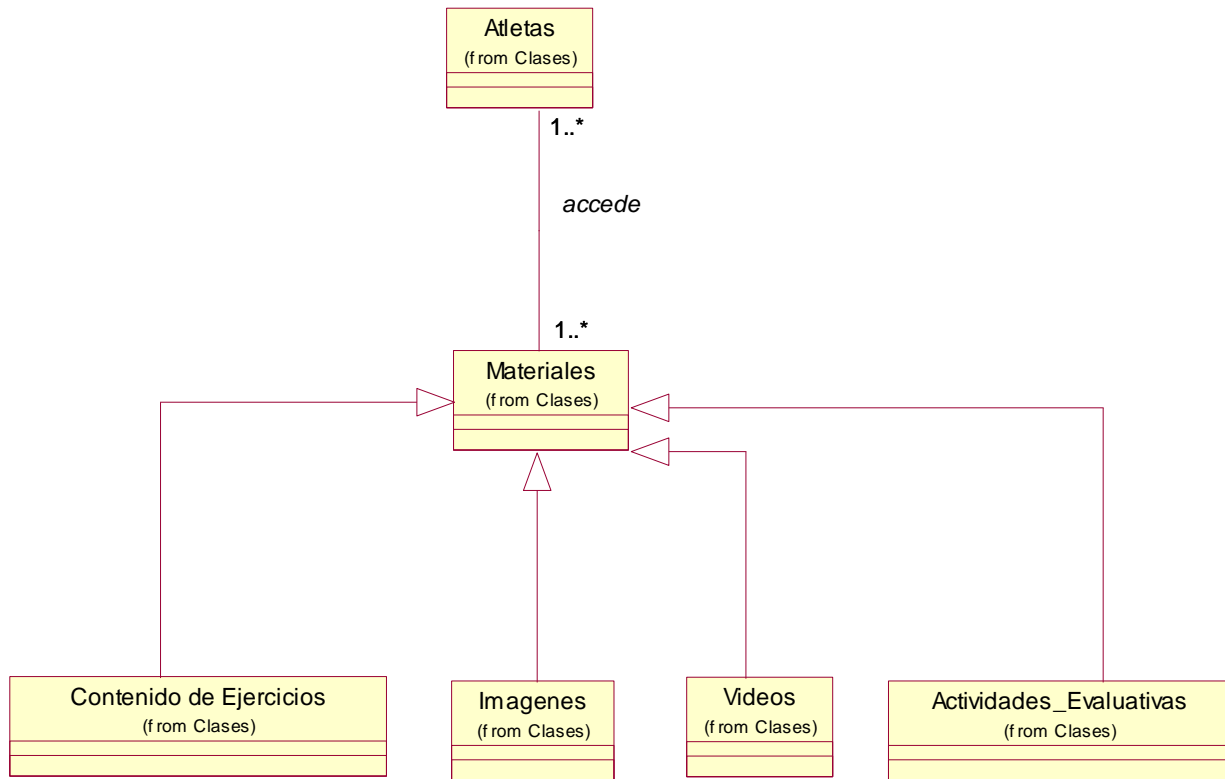 Atletas
(from Clases)
1..*
accede
1..*
Materiales
(from Clases)
Contenido de Ejercicios
(from Clases)
Imagenes
(from Clases)
Videos
(from Clases)
Actividades_Evaluativas
(from Clases)